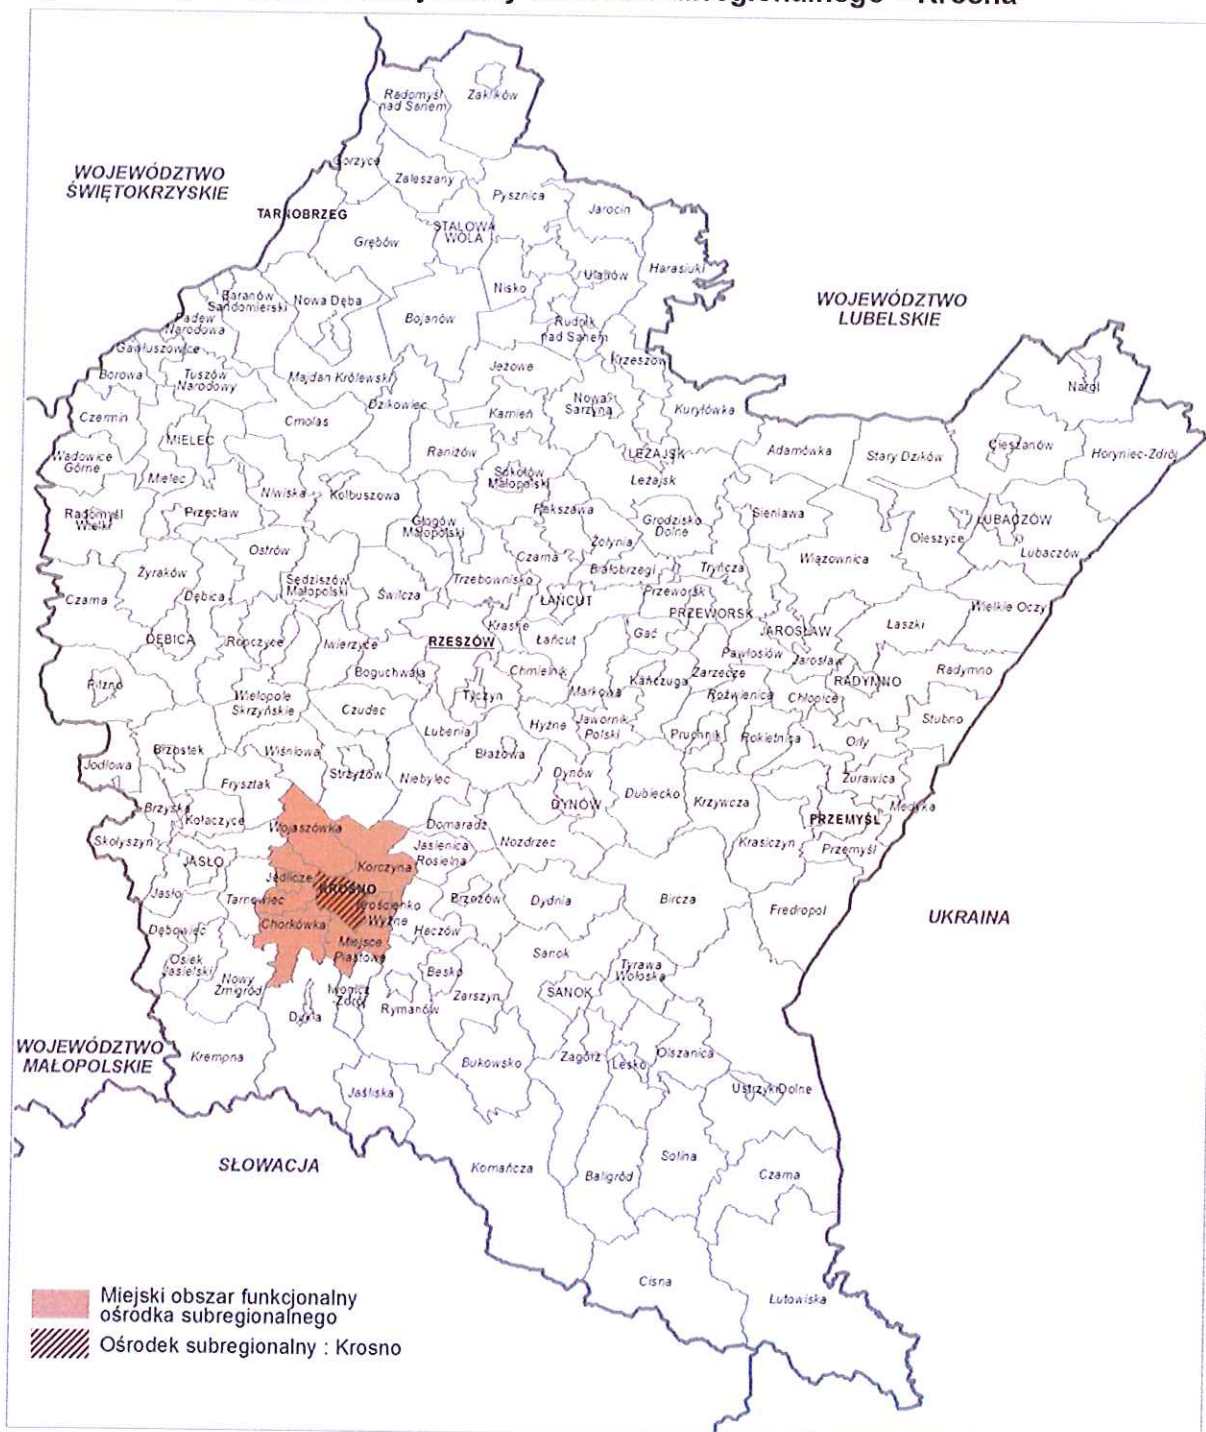 subregionalnego – Krosna
Radomyśl
nad Sanem
Zaklików
WOJEWÓDZTWO
ŚWIĘTOKRZYSKIE
Gorzyce
Zaleszany
Pysznica
Jarocin
TARNOBRZEG
STALOWA
WOLA
Grębów
Harasiuki
Ulanów
Nisko
Baranów
Sandomierski
Nowa Dęba
Bojanów
Rudnik
nad Sanem
WOJEWÓDZTWO
LUBELSKIE
Padew
Narodowa
Gawłuszowice
Krzeszów
Borowa
Tuszów
Narodowy
Majdan Królewski
Jeżowe
Narol
Czermin
Cmolas
Dzikowiec
Kamień
Nowa
Sarzyna
Kuryłówka
MIELEC
Wadowice
Górne
Raniżów
LEŻAJSK
Adamówka
Stary Dzików
Cieszanów
Horyniec-Zdrój
Mielec
Niwiska
Kolbuszowa
Sokołów
Małopolski
Leżajsk
Radomyśl
Wielki
Przecław
Głogów
Małopolski
Rakszawa
Grodzisko
Dolne
Sieniawa
Oleszyce
LUBACZÓW
Lubaczów
Ostrów
Żołynia
Wiązownica
Czarna
Żyraków
Dębica
Sędziszów
Małopolski
Świlcza
Trzebownisko
Białobrzegi
Tryńcza
Czarna
ŁAŃCUT
Przeworsk
PRZEWORSK
Wielkie Oczy
DĘBICA
Ropczyce
Iwierzyce
RZESZÓW
Krasne
Łańcut
Gać
JAROSŁAW
Laszki
Pawłosiów
Jarosław
Boguchwała
Chmielnik
Zarzecze
RADYMNO
Radymno
Pilzno
Wielopole
Skrzyńskie
Czudec
Tyczyn
Markowa
Kańczuga
Roźwienica
Chłopice
Lubenia
Hyżne
Jawornik
Polski
Pruchnik
Rokietnica
Stubno
Orły
Jodłowa
Brzostek
Wiśniowa
Strzyżów
Niebylec
Błażowa
Dynów
Żurawica
Frysztak
DYNÓW
Dubiecko
Krzywcza
Medyka
PRZEMYŚL
Brzyska
Kołaczyce
Wojaszówka
Domaradz
Nozdrzec
Krasiczyn
Przemyśl
Skołyszyn
JASŁO
Jasienica
Rosielna
Korczyna
Jedlicze
KROSNO
Jasło
Tarnowiec
Krościenko
Wyżne
Brzozów
Dydnia
Bircza
Fredropol
UKRAINA
Chorkówka
Haczów
Dębowiec
Miejsce
Piastowe
Osiek
Jasielski
Nowy
Żmigród
Besko
Sanok
Tyrawa
Wołoska
Iwonicz
-Zdrój
Rymanów
Zarszyn
SANOK
Dukla
WOJEWÓDZTWO
MAŁOPOLSKIE
Krempna
Bukowsko
Zagórz
Lesko
Olszanica
Ustrzyki Dolne
Jaśliska
SŁOWACJA
Komańcza
Baligród
Solina
Czarna
Cisna
Lutowiska
Miejski obszar funkcjonalny
ośrodka subregionalnego
Ośrodek subregionalny : Krosno